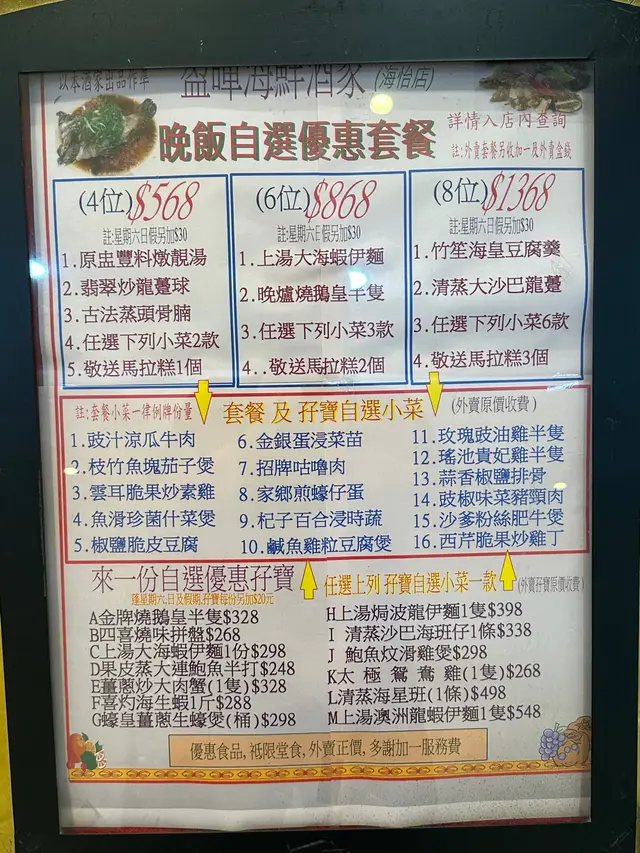 以本酒家出品作準
益暉海鮮酒家(海怡店)
晚飯自選優惠套餐
詳情入店內查詢
註:外賣套餐另收加一及外賣盒錢
(4位)$568
註:星期六日假另加$30
1.原盅豐料燉靚湯
2.翡翠炒龍躉球
3.古法蒸頭骨腩
4.任選下列小菜2款
5.敬送馬拉糕1個
(6位)$868
註:星期六日假另加$30
1.上湯大海蝦伊麵
2.晚爐燒鵝皇半隻
3.任選下列小菜3款
4..敬送馬拉糕2個
(8位)$1368
註:星期六日假另加$30
1.竹笙海皇豆腐羹
2.清蒸大沙巴龍躉
3.任選下列小菜6款
4.敬送馬拉糕3個
註:套餐小菜一律例牌份量
套餐 及 孖寶自選小菜
(外賣原價收費)
1.豉汁涼瓜牛肉
2.枝竹魚塊茄子煲
3.雲耳脆果炒素雞
4.魚滑珍菌什菜煲
5.椒鹽脆皮豆腐
6.金銀蛋浸菜苗
7.招牌咕嚕肉
8.家鄉煎蠔仔蛋
9.杞子百合浸時蔬
10.鹹魚雞粒豆腐煲
11.玫瑰豉油雞半隻
12.瑤池貴妃雞半隻
13.蒜香椒鹽排骨
14.豉椒味菜豬頸肉
15.沙爹粉絲肥牛煲
16.西芹脆果炒雞丁
來一份自選優惠孖寶
蓬星期六,日及假期,孖寶每份另加$20元
任選上列 孖寶自選小菜一款
(外賣孖寶原價收費)
A金牌燒鵝皇半隻$328
B四喜燒味拼盤$268
C上湯大海蝦伊麵1份$298
D果皮蒸大連鮑魚半打$248
E薑蔥炒大肉蟹(1隻)$328
F喜灼海生蝦1斤$288
G蠔皇薑蔥生蠔煲(桶)$298
H上湯焗波龍伊麵1隻$398
I 清蒸沙巴海班仔1條$338
J 鮑魚炆滑雞煲$298
K太 極 鴛 鴦 雞(1隻)$268
L清蒸海星班(1條)$498
M上湯澳洲龍蝦伊麵1隻$548
優惠食品, 祇限堂食, 外賣正價, 多謝加一服務費